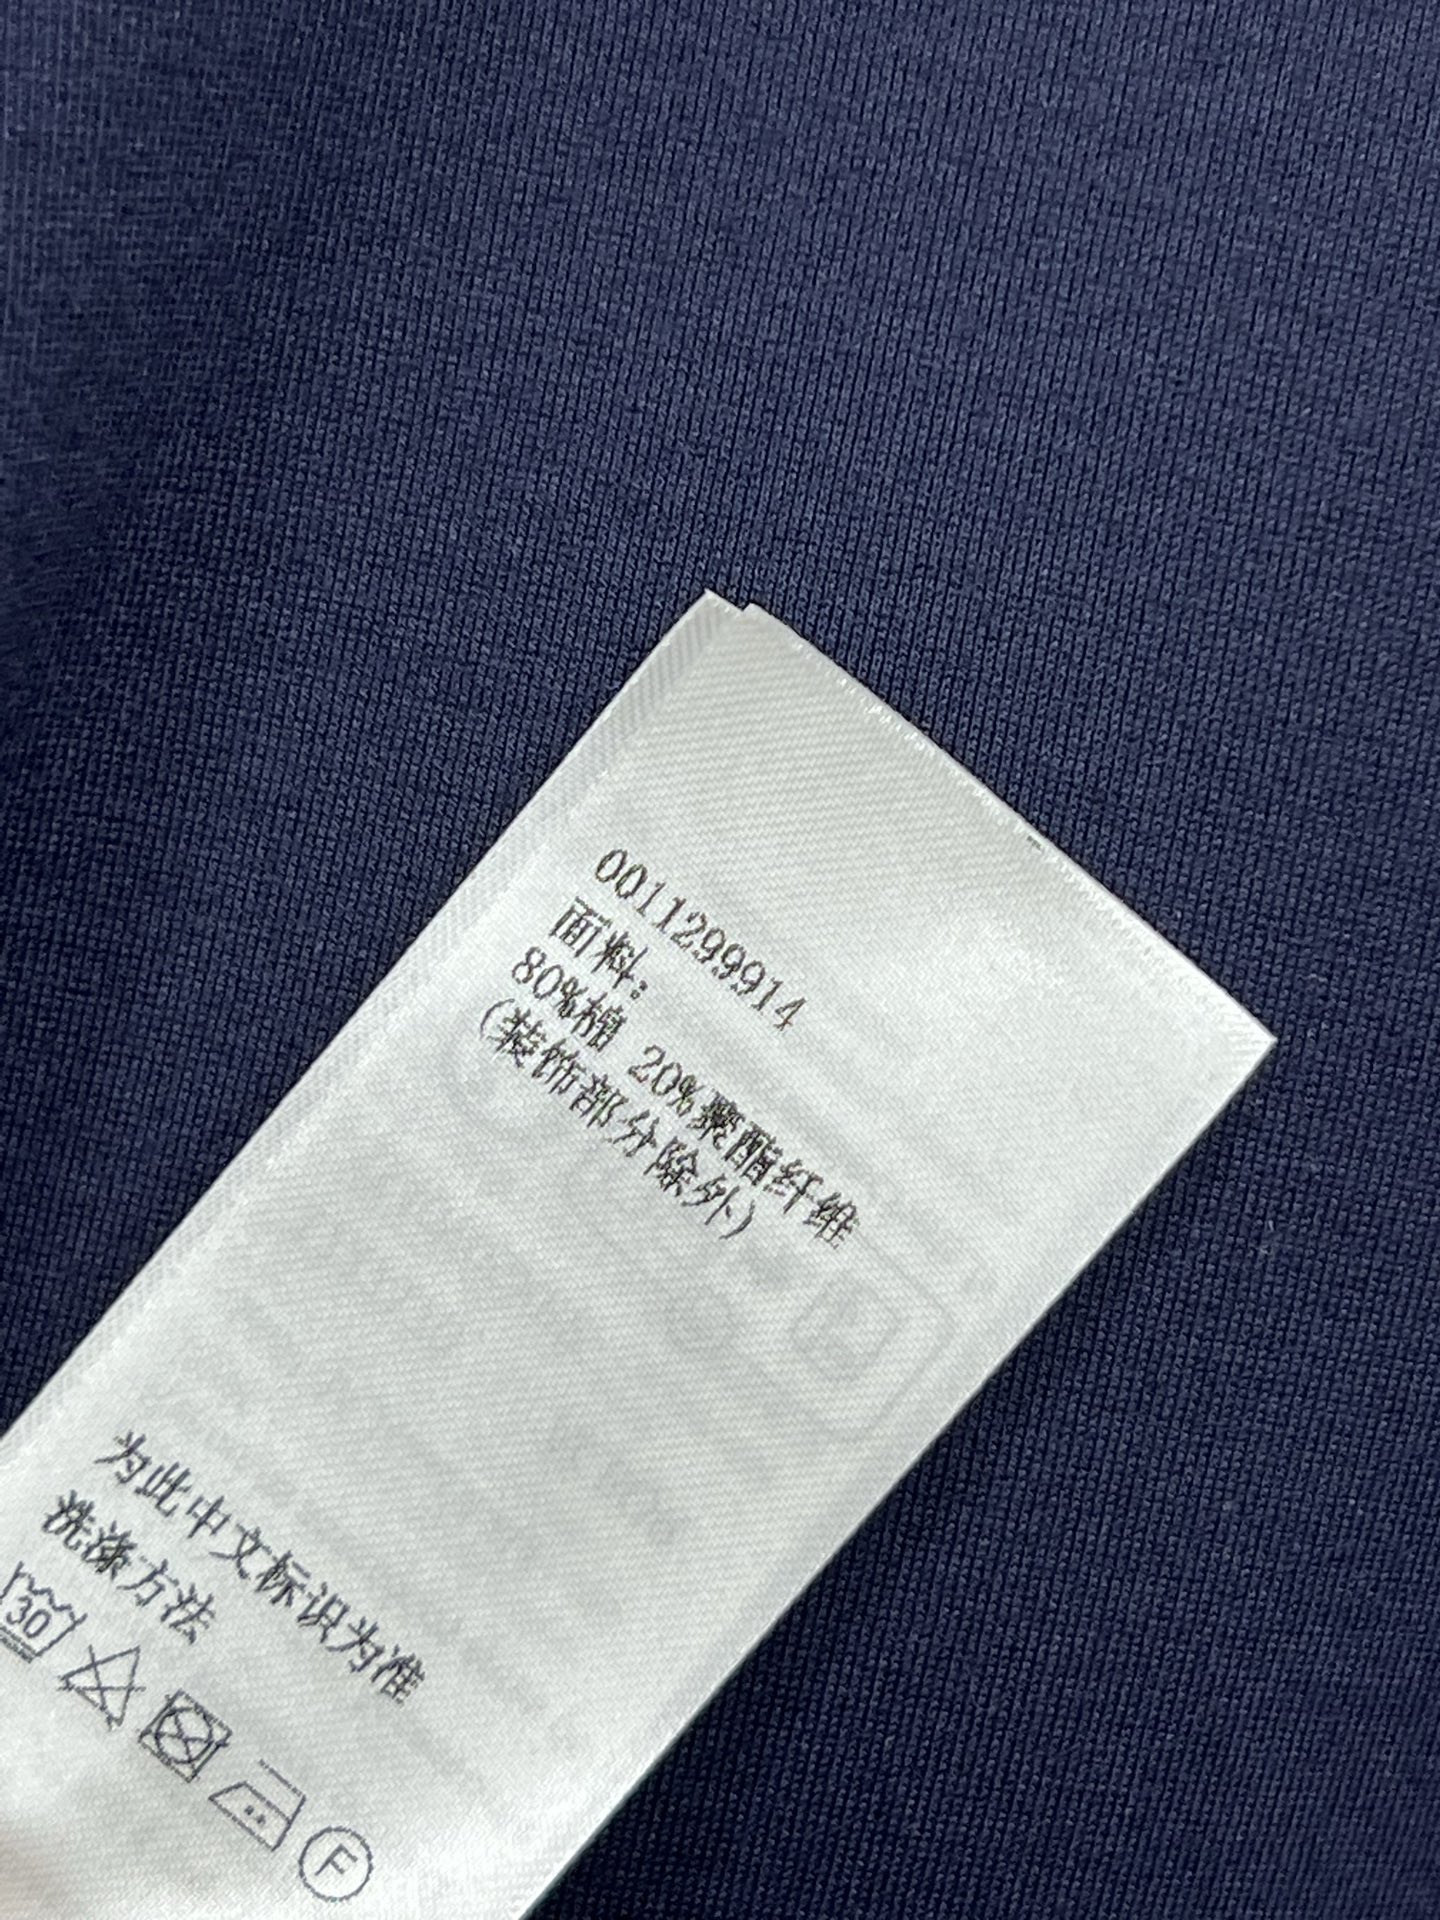 0011299914
面料:
80%棉 20%聚酯纤维
(装饰部分除外)
为此中文标识为准
洗涤方法
30
F